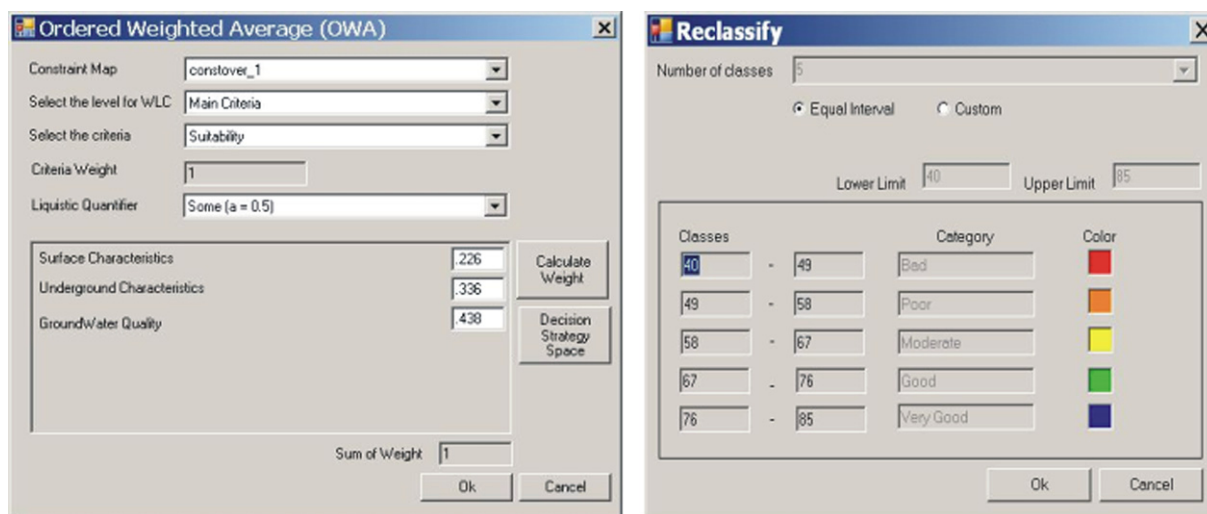 Ordered Weighted Average (OWA)
Constraint Map constover_1
Select the level for WLC Main Criteria
Select the criteria Suitability
Criteria Weight 1
Liquistic Quantifier Some (a = 0.5)
Surface Characteristics .226
Underground Characteristics .336
GroundWater Quality .438
Calculate
Weight
Decision
Strategy
Space
Sum of Weight 1
Ok Cancel
Reclassify
Number of classes 5
Equal Interval Custom
Lower Limit 40 Upper Limit 85
Classes Category Color
40 - 49 Bad
49 - 58 Poor
58 - 67 Moderate
67 - 76 Good
76 - 85 Very Good
Ok Cancel